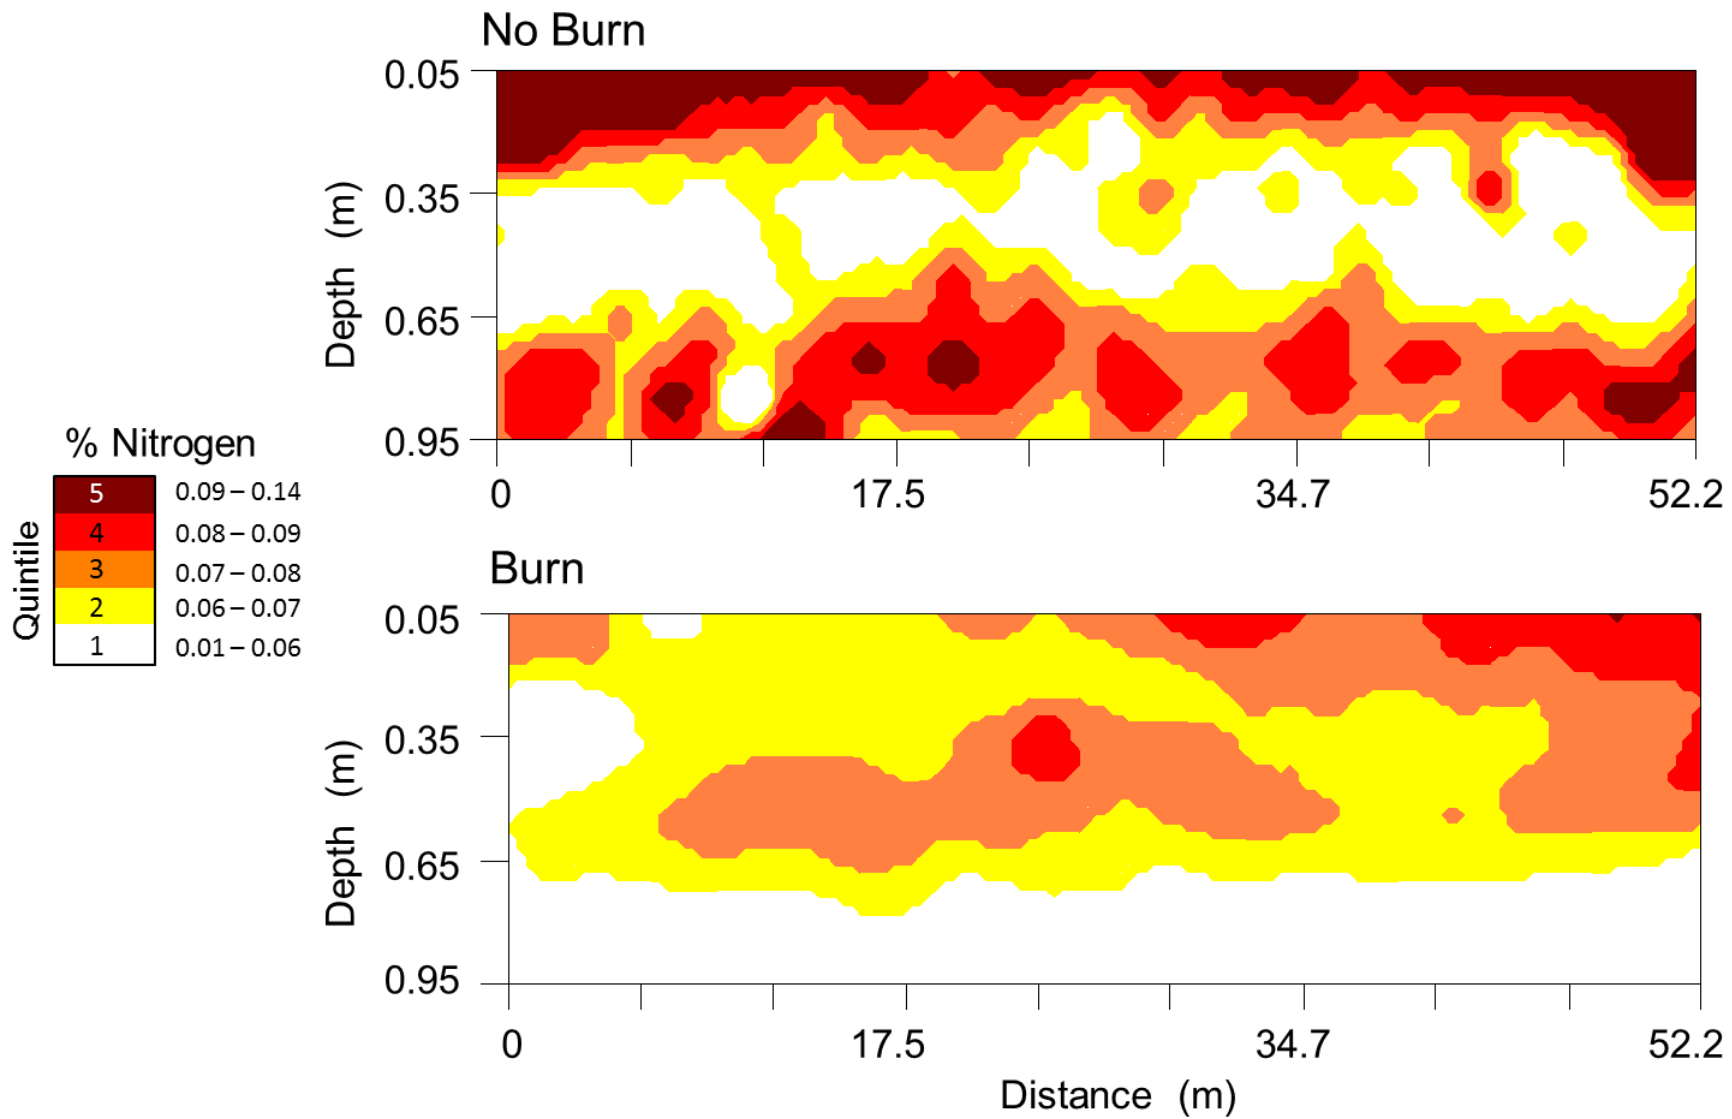 No Burn
0.05
0.35
0.65
0.95
Depth (m)
0 17.5 34.7 52.2
% Nitrogen
Quintile
5 0.09 – 0.14
4 0.08 – 0.09
3 0.07 – 0.08
2 0.06 – 0.07
1 0.01 – 0.06
Burn
0.05
0.35
0.65
0.95
Depth (m)
0 17.5 34.7 52.2
Distance (m)